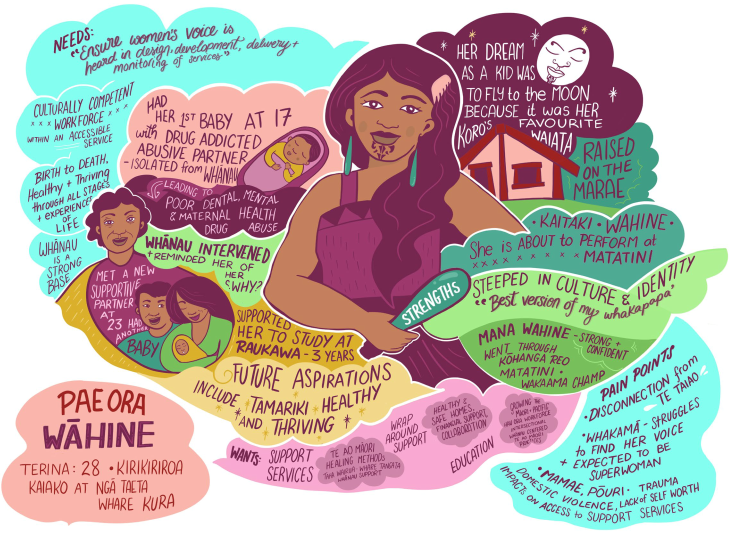 NEEDS:
"Ensure women's voice is
heard in design, development, delivery +
monitoring of services"
CULTURALLY COMPETENT
x x x WORKFORCE x x x
WITHIN AN ACCESSIBLE
SERVICE
BIRTH to DEATH.
Healthy + Thriving
through ALL STAGES
+ EXPERIENCES
OF
LIFE
WHĀNAU
IS A
STRONG
BASE
HAD
HER 1ST BABY AT 17
with DRUG ADDICTED
ABUSIVE PARTNER
- ISOLATED from WHĀNAU
LEADING TO
POOR DENTAL, MENTAL
& MATERNAL HEALTH
DRUG ABUSE
WHĀNAU INTERVENED
+ REMINDED HER OF
HER
WHY?
MET A NEW
SUPPORTIVE
PARTNER
AT
23 HAD
ANOTHER
BABY
SUPPORTED
HER TO STUDY AT
RAUKAWA - 3 YEARS
FUTURE ASPIRATIONS
INCLUDE TAMARIKI HEALTHY
AND THRIVING
HER DREAM
AS A KID WAS
TO FLY to the MOON
BECAUSE it WAS HER
KORO'S FAVOURITE
WAIATA
RAISED
ON THE
MARAE
• KAITAKI • WAHINE •
She is ABOUT to PERFORM at
x x x x x x x x MATATINI
STRENGTHS
STEEPED IN CULTURE & IDENTITY
"Best version of my whakapapa"
MANA WAHINE - STRONG +
CONFIDENT
WENT THROUGH
KŌHANGA REO
MATATINI •
• WAKAAMA CHAMP
PAIN POINTS
• DISCONNECTION from
TE TAIAO
• WHAKAMĀ - STRUGGLES
to FIND HER VOICE
+ EXPECTED to BE
SUPERWOMAN
• MAMAE, PŌURI • TRAUMA
DOMESTIC VIOLENCE, LACK of SELF WORTH
IMPACTS ON ACCESS to SUPPORT SERVICES
PAE ORA
WĀHINE
TERINA: 28 • KIRIKIRIROA
KAIAKO AT NGĀ TAETA
WHARE KURA
WANTS: SUPPORT
SERVICES
TE AO MĀORI
HEALING METHODS
WHĀNAU SUPPORT
WRAP
AROUND
SUPPORT
HEALTHY &
SAFE HOMES,
FINANCIAL SUPPORT,
COLLABORATION
EDUCATION
GROWING THE
MĀORI + PACIFIC
WORKFORCE